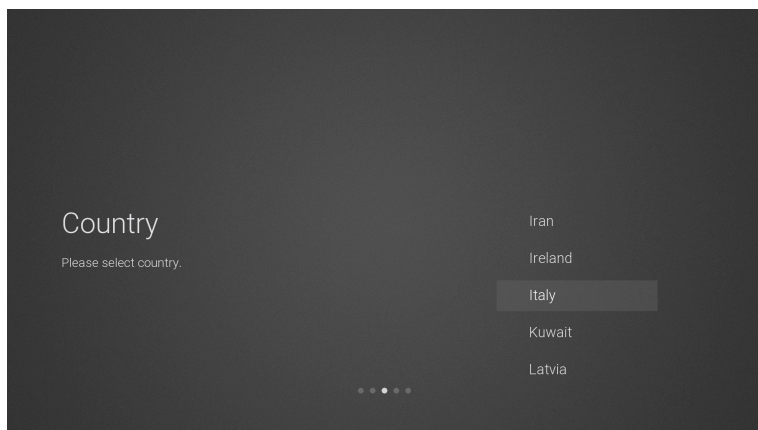 Country
Please select country.
Iran
Ireland
Italy
Kuwait
Latvia